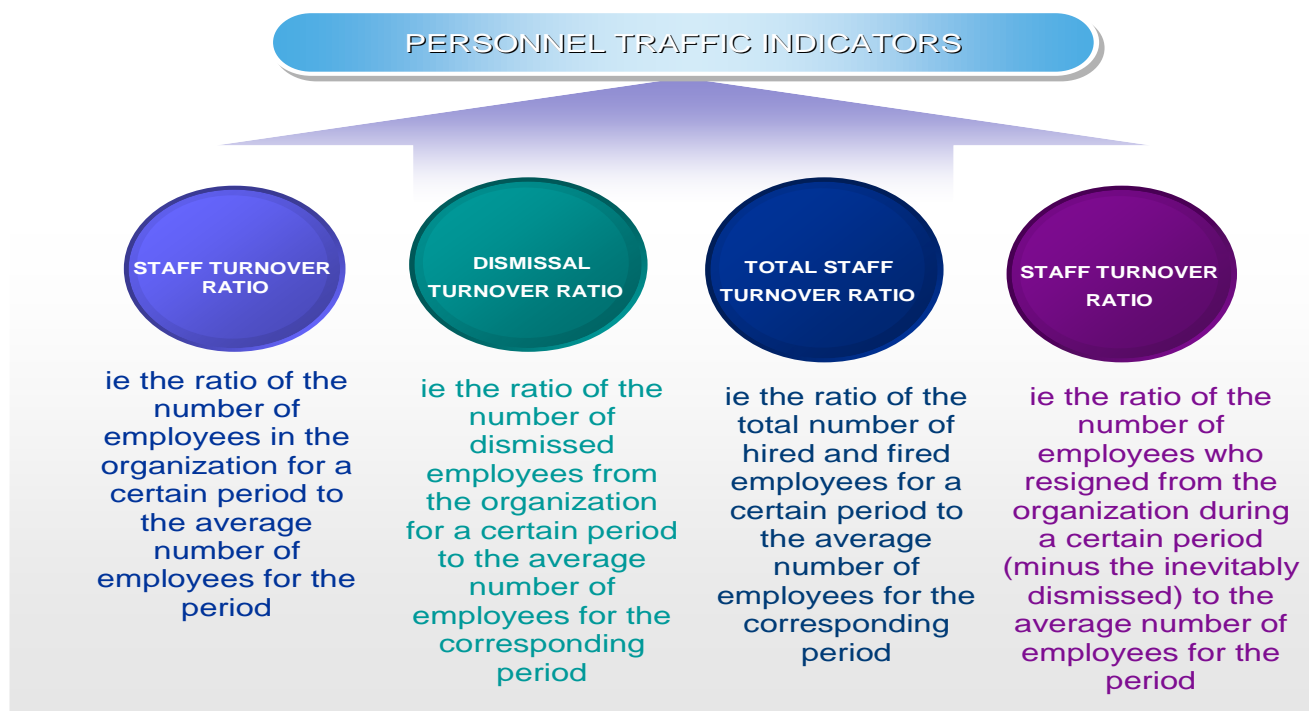 PERSONNEL TRAFFIC INDICATORS
STAFF TURNOVER
RATIO
ie the ratio of the
number of
employees in the
organization for a
certain period to
the average
number of
employees for the
period
DISMISSAL
TURNOVER RATIO
ie the ratio of the
number of
dismissed
employees from
the organization
for a certain period
to the average
number of
employees for the
corresponding
period
TOTAL STAFF
TURNOVER RATIO
ie the ratio of the
total number of
hired and fired
employees for a
certain period to
the average
number of
employees for the
corresponding
period
STAFF TURNOVER
RATIO
ie the ratio of the
number of
employees who
resigned from the
organization during
a certain period
(minus the inevitably
dismissed) to the
average number of
employees for the
period